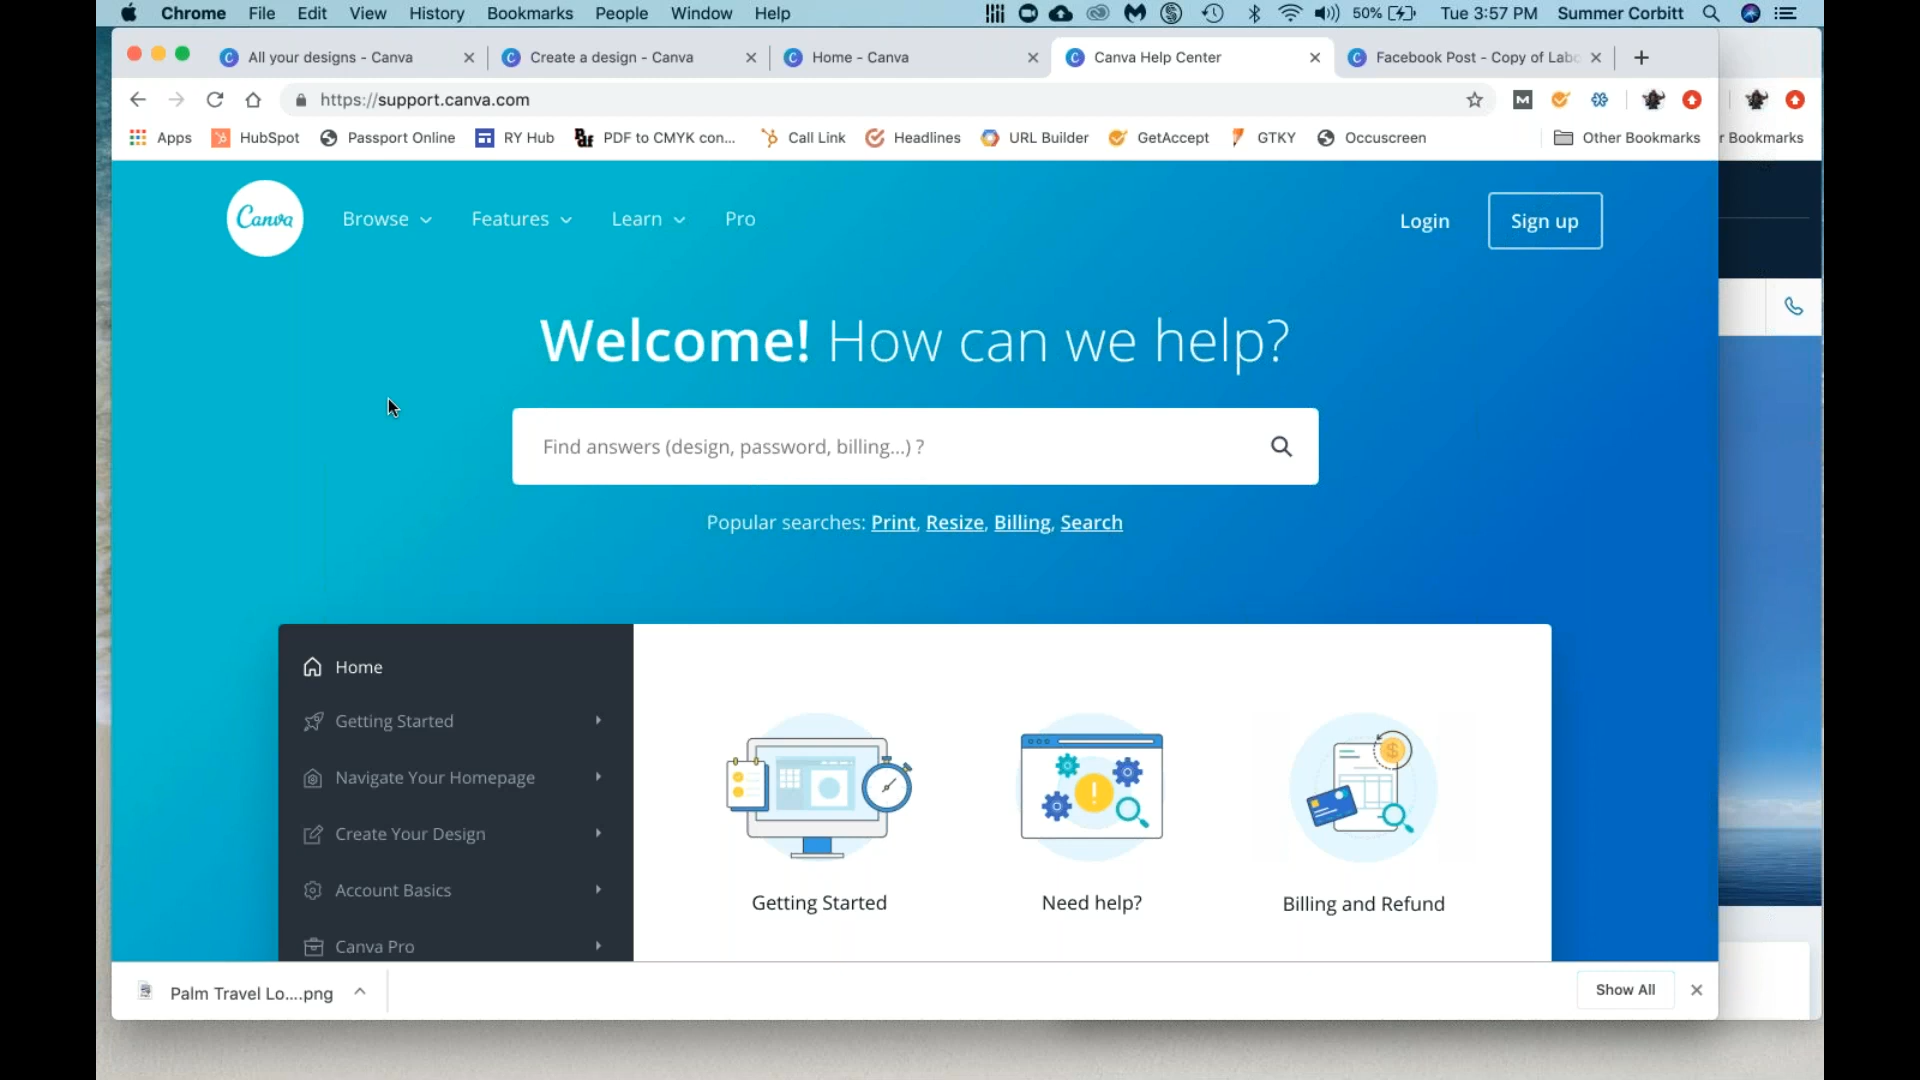 Chrome File Edit View History Bookmarks People Window Help 50% Tue 3:57 PM Summer Corbitt
All your designs - Canva Create a design - Canva Home - Canva Canva Help Center Facebook Post - Copy of Labo
https://support.canva.com
Apps HubSpot Passport Online RY Hub PDF to CMYK con... Call Link Headlines URL Builder GetAccept GTKY Occuscreen Other Bookmarks r Bookmarks
Canva Browse Features Learn Pro Login Sign up
Welcome! How can we help?
Find answers (design, password, billing...) ?
Popular searches: Print, Resize, Billing, Search
Home
Getting Started
Navigate Your Homepage
Create Your Design
Account Basics
Canva Pro
Getting Started Need help? Billing and Refund
Palm Travel Lo....png Show All